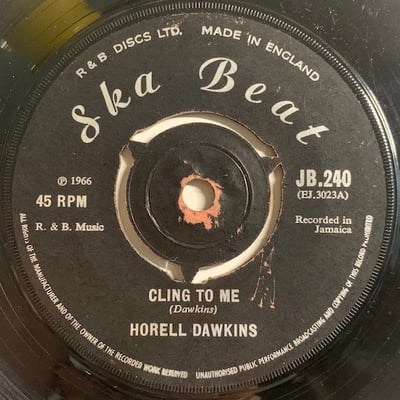 R & B DISCS LTD. MADE IN ENGLAND
Ska Beat
℗ 1966
45 RPM
R. & B. Music
JB.240
(EJ.3023A)
Recorded in
Jamaica
CLING TO ME
(Dawkins)
HORELL DAWKINS
ALL RIGHTS OF THE MANUFACTURER AND OF THE OWNER OF THE RECORDED WORK RESERVED UNAUTHORISED PUBLIC PERFORMANCE BROADCASTING AND COPYING OF THIS RECORD PROHIBITED